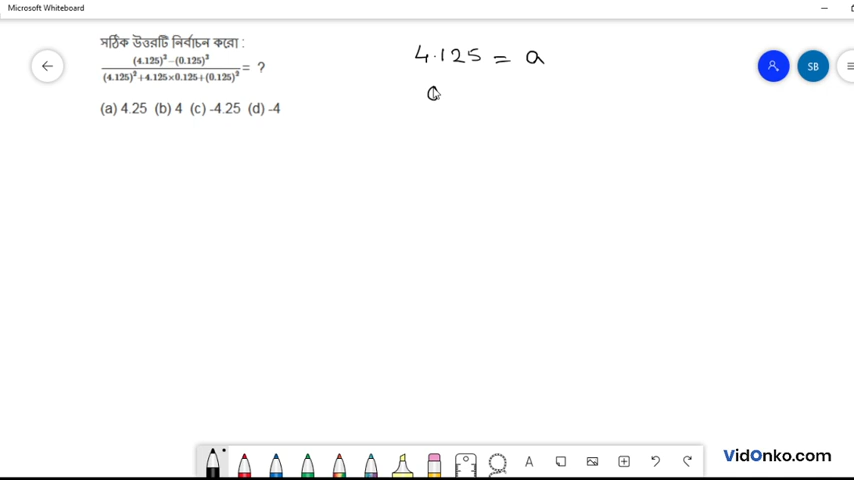 Microsoft Whiteboard
সঠিক উত্তরটি নির্বাচন করো :
(4.125)³ −(0.125)³
(4.125)²+4.125×0.125+(0.125)² = ?
(a) 4.25 (b) 4 (c) -4.25 (d) -4
4.125 = a
0
SB
A
VidOnko.com